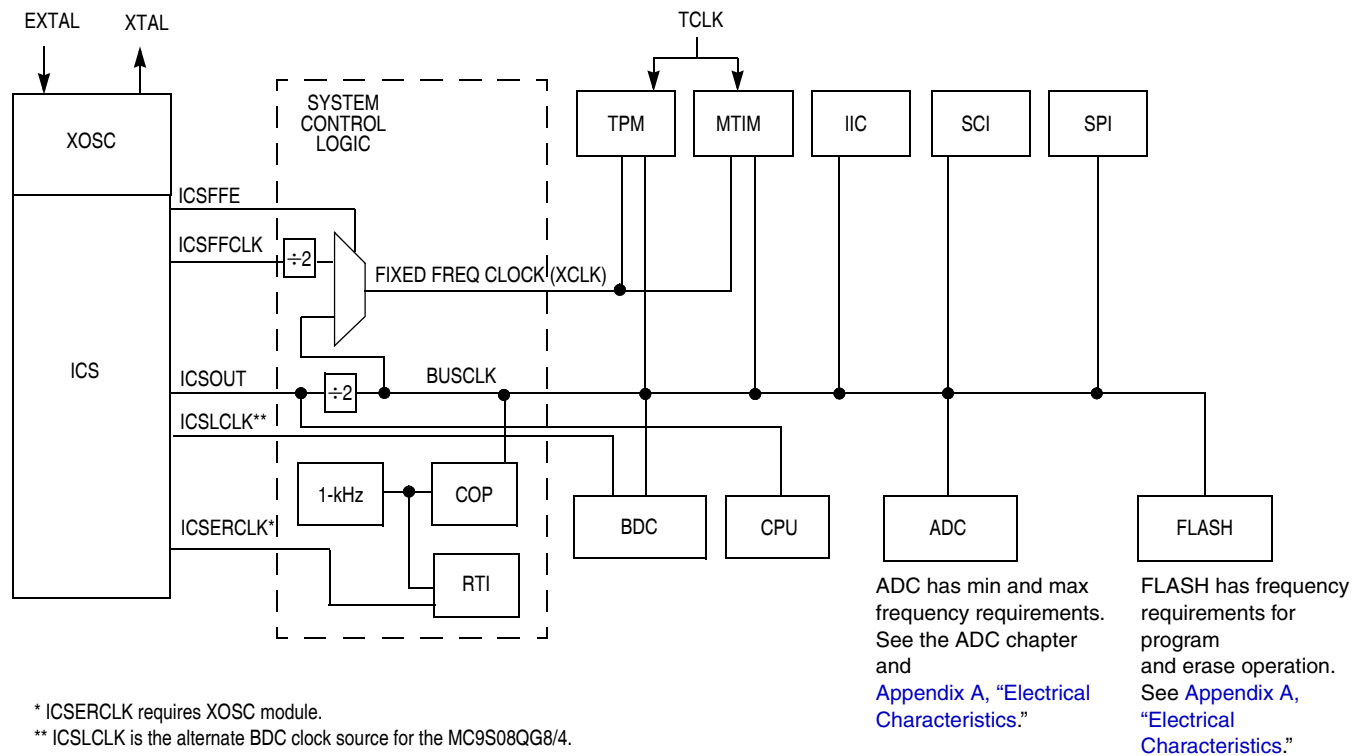 EXTAL
XTAL
TCLK
SYSTEM
CONTROL
LOGIC
XOSC
TPM
MTIM
IIC
SCI
SPI
ICSFFE
ICSFFCLK
÷2
FIXED FREQ CLOCK (XCLK)
ICS
ICSOUT
÷2
BUSCLK
ICSLCLK**
1-kHz
COP
BDC
CPU
ADC
FLASH
ICSERCLK*
RTI
ADC has min and max
frequency requirements.
See the ADC chapter
and
Appendix A, “Electrical
Characteristics.”
FLASH has frequency
requirements for
program
and erase operation.
See Appendix A,
“Electrical
Characteristics.”
* ICSERCLK requires XOSC module.
** ICSLCLK is the alternate BDC clock source for the MC9S08QG8/4.